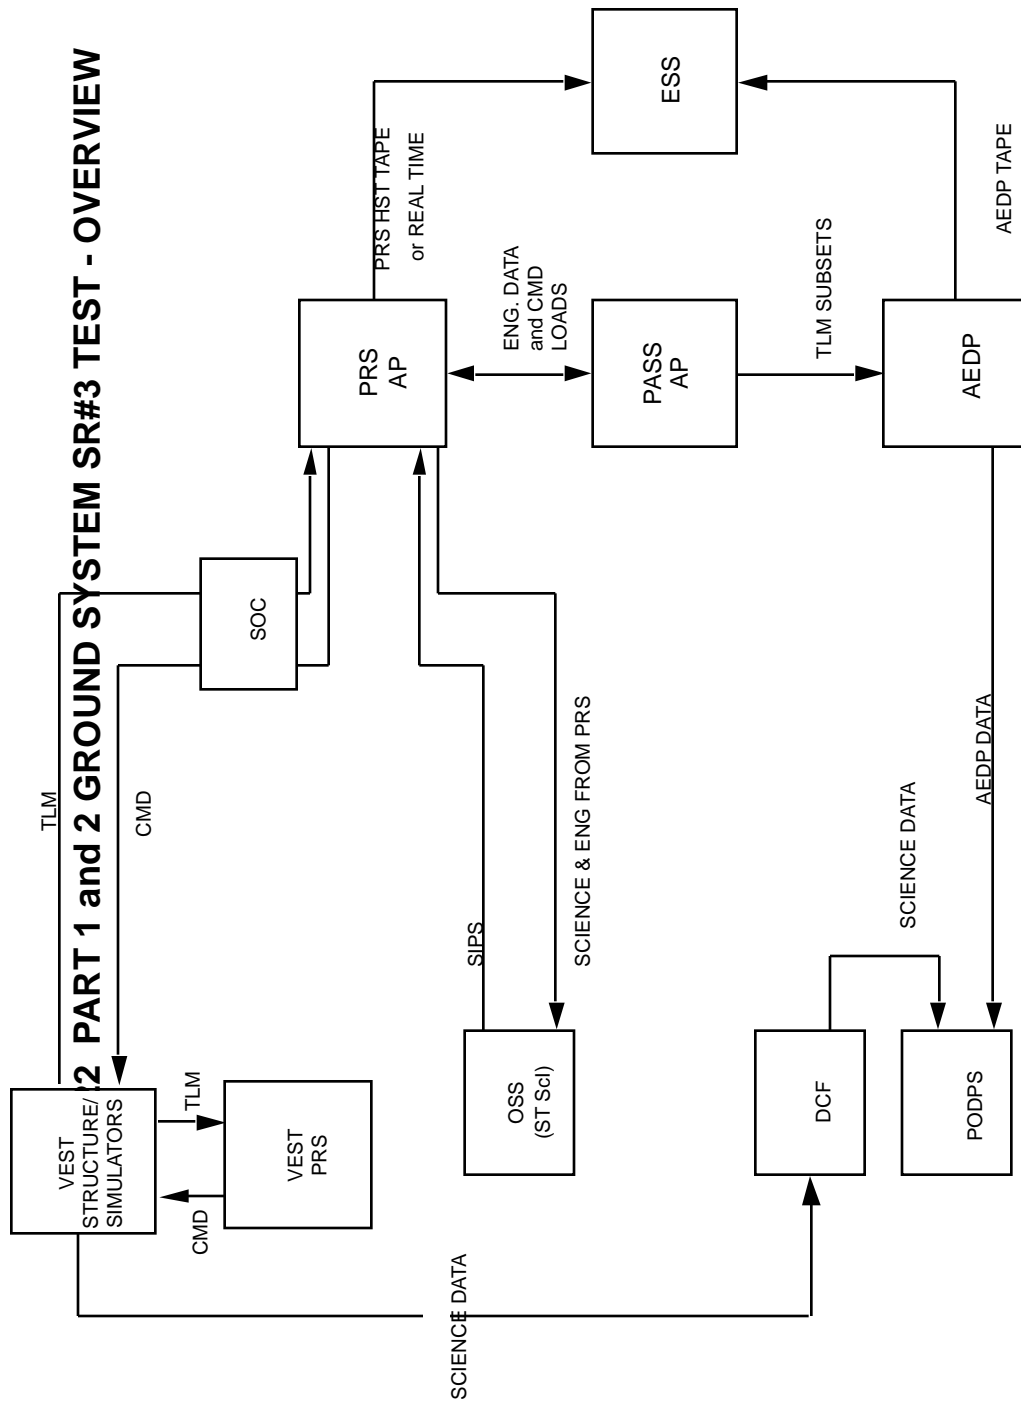 TLM
2 PART 1 and 2 GROUND SYSTEM SR#3 TEST - OVERVIEW
VEST
STRUCTURE/
SIMULATORS
CMD
CMD
TLM
VEST
PRS
SOC
PRS
AP
PRS HST TAPE
or REAL TIME
SCIENCE DATA
SIPS
OSS
(ST ScI)
SCIENCE & ENG FROM PRS
ENG. DATA
and CMD
LOADS
PASS
AP
ESS
TLM SUBSETS
DCF
SCIENCE DATA
PODPS
AEDP DATA
AEDP
AEDP TAPE